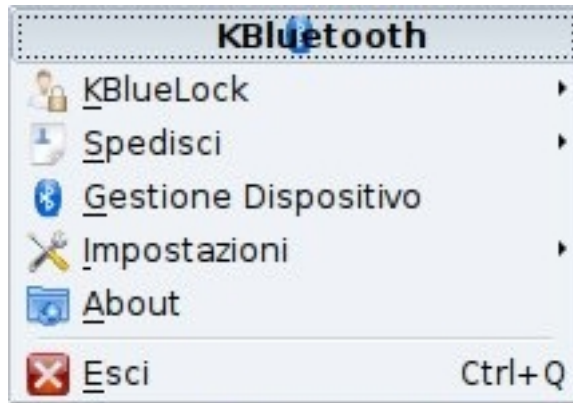 KBluetooth
KBlueLock
Spedisci
Gestione Dispositivo
Impostazioni
About
Esci Ctrl+Q